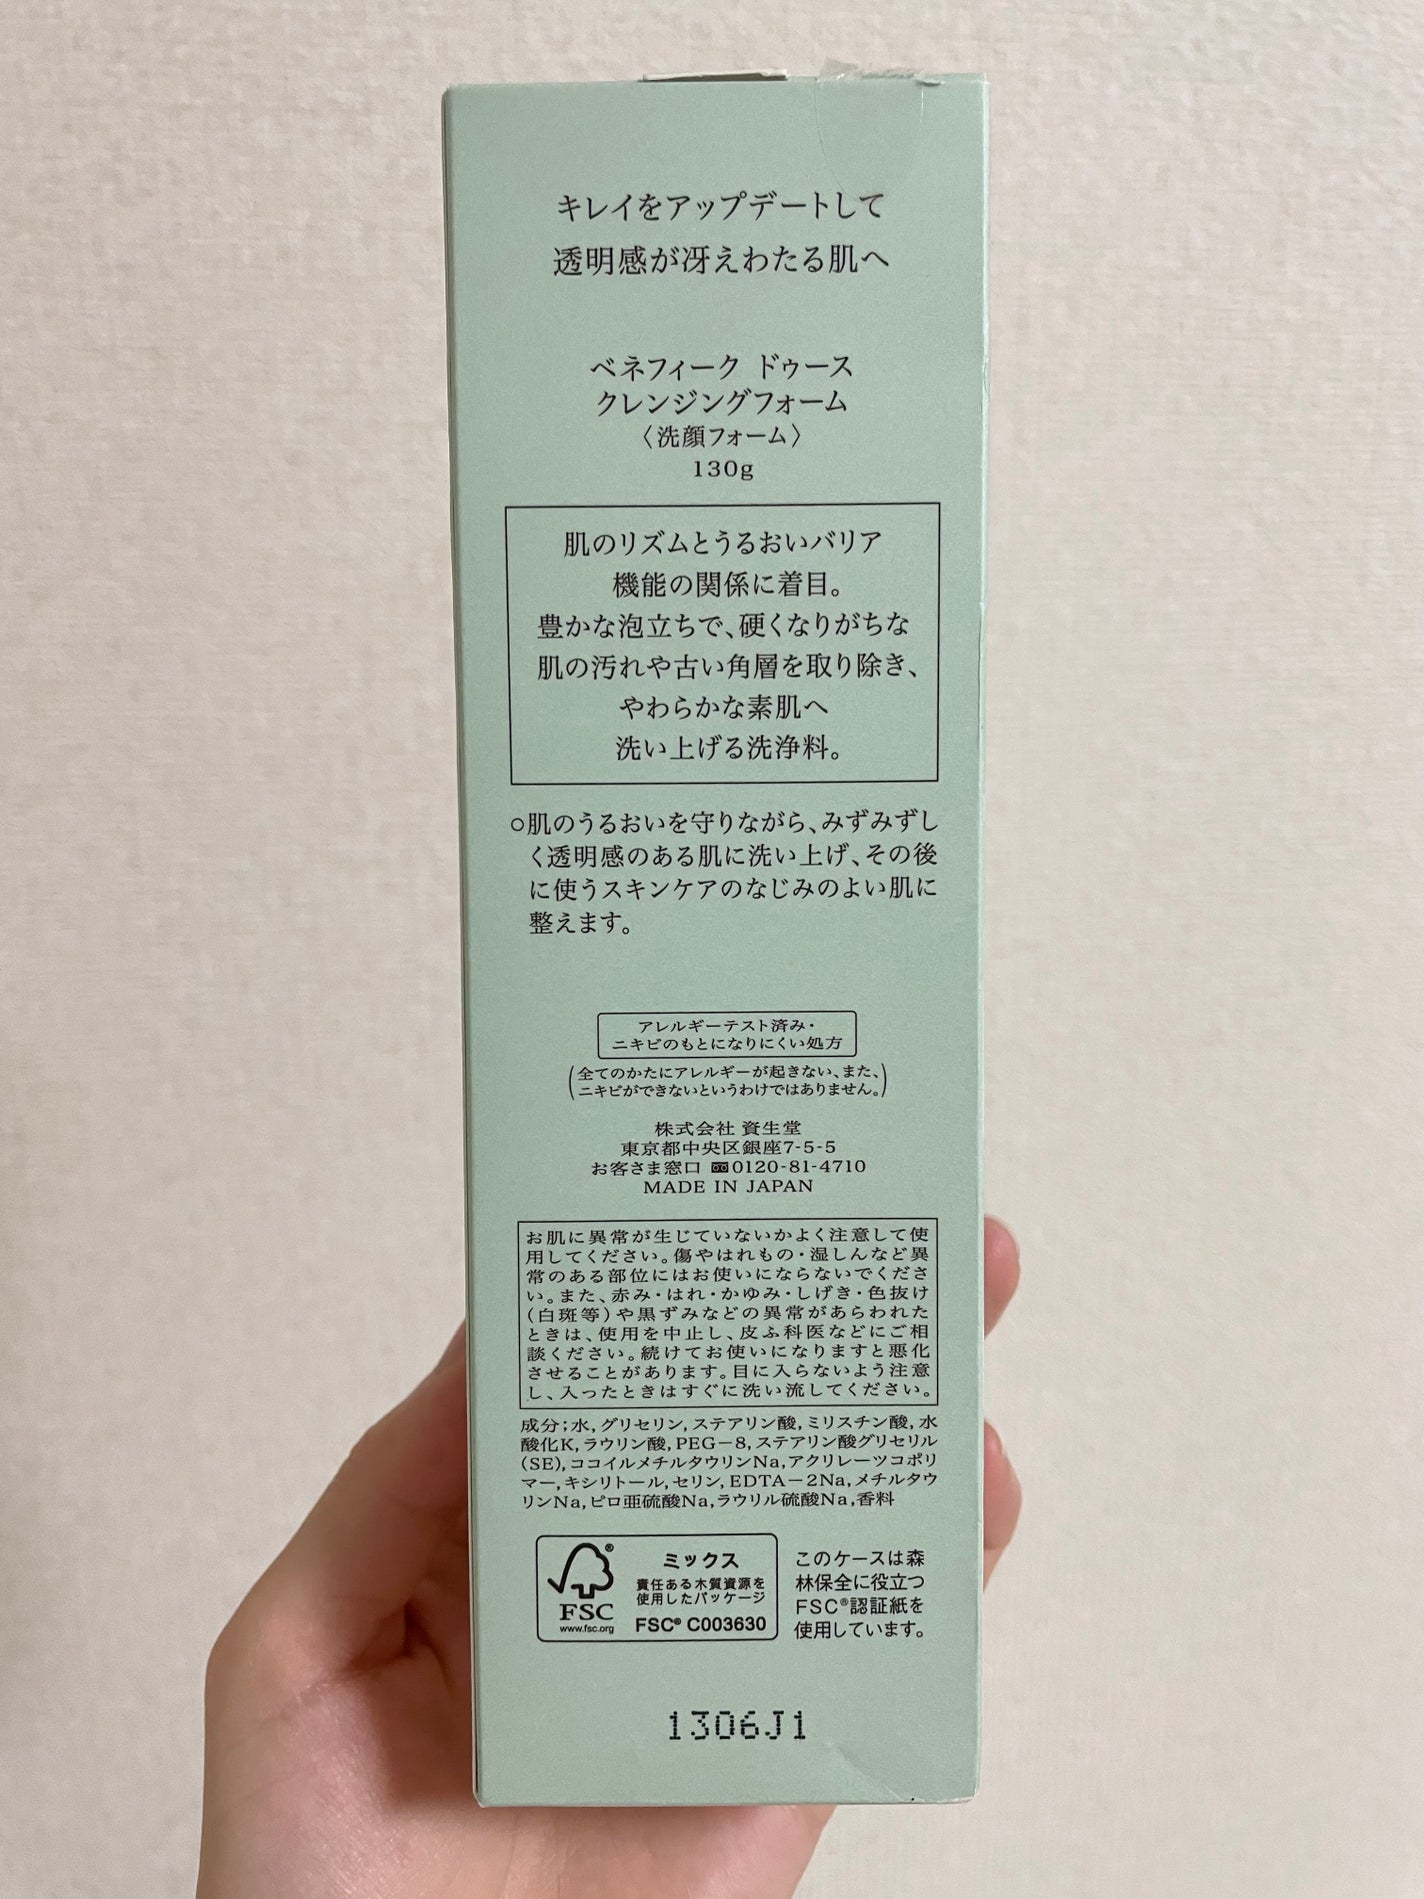 キレイをアップデートして
透明感が冴えわたる肌へ
ベネフィーク ドゥース
クレンジングフォーム
〈洗顔フォーム〉
130g
肌のリズムとうるおいバリア
機能の関係に着目。
豊かな泡立ちで、硬くなりがちな
肌の汚れや古い角層を取り除き、
やわらかな素肌へ
洗い上げる洗浄料。
○肌のうるおいを守りながら、みずみずし
く透明感のある肌に洗い上げ、その後
に使うスキンケアのなじみのよい肌に
整えます。
アレルギーテスト済み・
ニキビのもとになりにくい処方
(全てのかたにアレルギーが起きない、また、
ニキビができないというわけではありません。)
株式会社 資生堂
東京都中央区銀座7-5-5
お客さま窓口 0120-81-4710
MADE IN JAPAN
お肌に異常が生じていないかよく注意して使
用してください。傷やはれもの・湿しんなど異
常のある部位にはお使いにならないでくださ
い。また、赤み・はれ・かゆみ・しげき・色抜け
(白斑等)や黒ずみなどの異常があらわれた
ときは、使用を中止し、皮ふ科医などにご相
談ください。続けてお使いになりますと悪化
させることがあります。目に入らないよう注意
し、入ったときはすぐに洗い流してください。
成分;水,グリセリン,ステアリン酸,ミリスチン酸,水
酸化K,ラウリン酸,PEG-8,ステアリン酸グリセリル
(SE),ココイルメチルタウリンNa,アクリレーツコポリ
マー,キシリトール,セリン,EDTA-2Na,メチルタウ
リンNa,ピロ亜硫酸Na,ラウリル硫酸Na,香料
FSC®
www.fsc.org
ミックス
責任ある木質資源を
使用したパッケージ
FSC® C003630
このケースは森
林保全に役立つ
FSC®認証紙を
使用しています。
1306J1